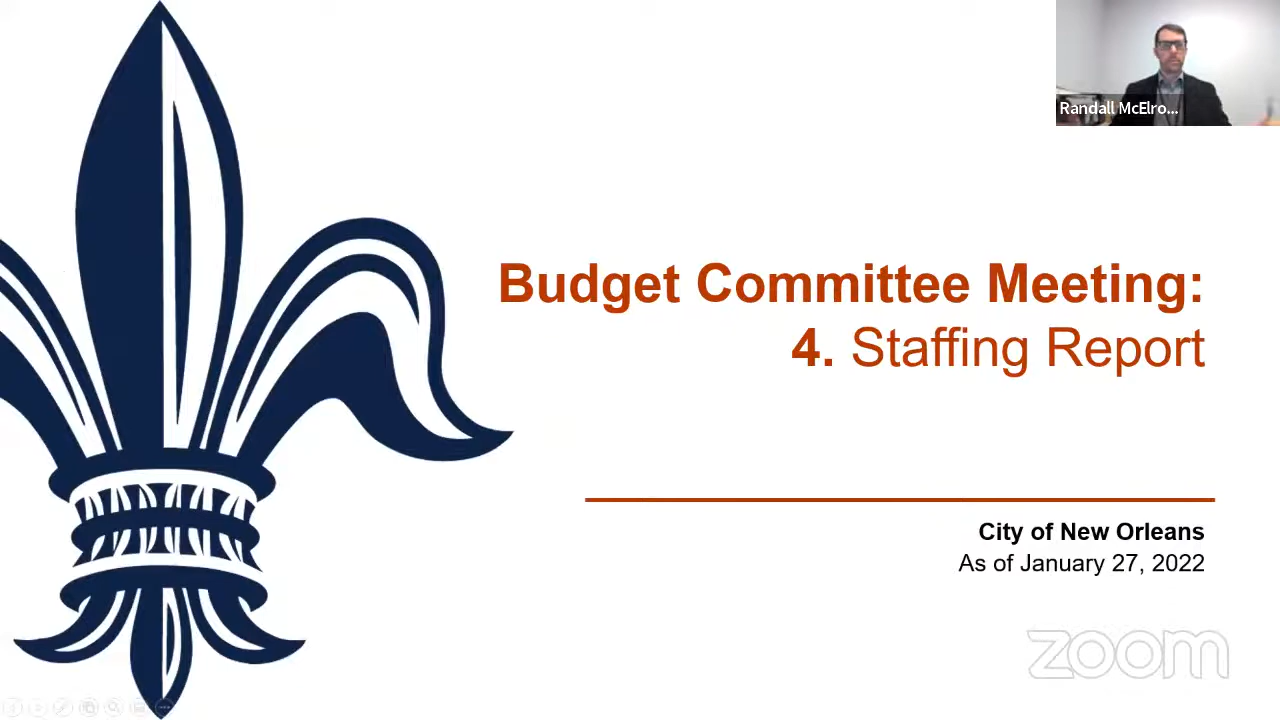 Randall McElro...
Budget Committee Meeting:
4. Staffing Report
City of New Orleans
As of January 27, 2022
zoom